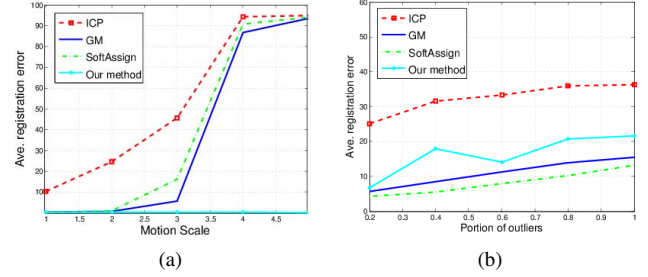 100
90
80
70
60
50
40
30
20
10
Ave. registration error
ICP
GM
SoftAssign
Our method
1 1.5 2 2.5 3 3.5 4 4.5
Motion Scale
(a)
60
50
40
30
20
10
0
Ave. registration error
ICP
GM
SoftAssign
Our method
0.2 0.3 0.4 0.5 0.6 0.7 0.8 0.9 1
Portion of outliers
(b)